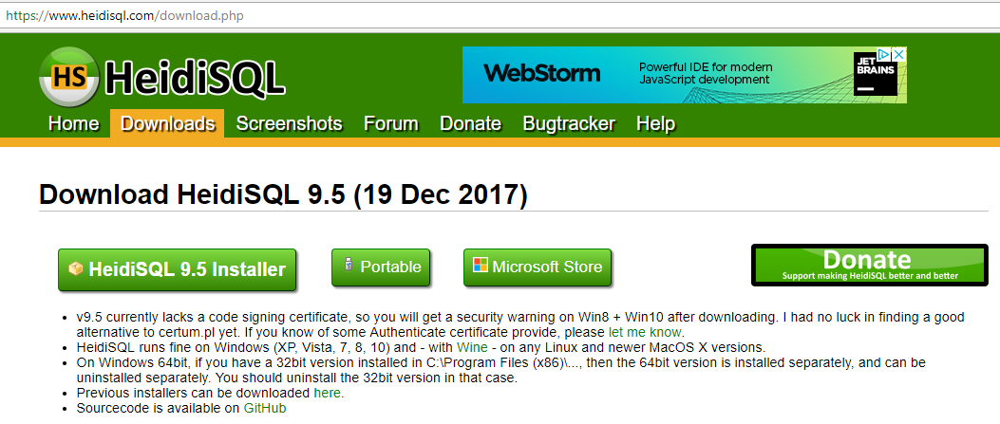 https://www.heidisql.com/download.php
HS HeidiSQL
WebStorm
Powerful IDE for modern
JavaScript development
JET
BRAINS
Home Downloads Screenshots Forum Donate Bugtracker Help
Download HeidiSQL 9.5 (19 Dec 2017)
HeidiSQL 9.5 Installer
Portable
Microsoft Store
Donate
Support making HeidiSQL better and better
• v9.5 currently lacks a code signing certificate, so you will get a security warning on Win8 + Win10 after downloading. I had no luck in finding a good
alternative to certum.pl yet. If you know of some Authenticate certificate provide, please let me know.
• HeidiSQL runs fine on Windows (XP, Vista, 7, 8, 10) and - with Wine - on any Linux and newer MacOS X versions.
• On Windows 64bit, if you have a 32bit version installed in C:\Program Files (x86)\..., then the 64bit version is installed separately, and can be
uninstalled separately. You should uninstall the 32bit version in that case.
• Previous installers can be downloaded here.
• Sourcecode is available on GitHub